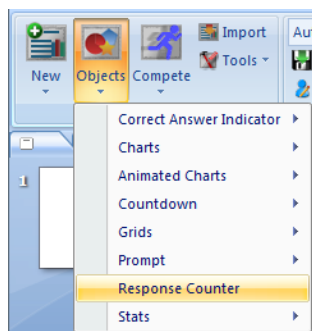 New
Objects
Compete
Import
Tools
Au
Correct Answer Indicator
Charts
Animated Charts
Countdown
Grids
Prompt
Response Counter
Stats
1